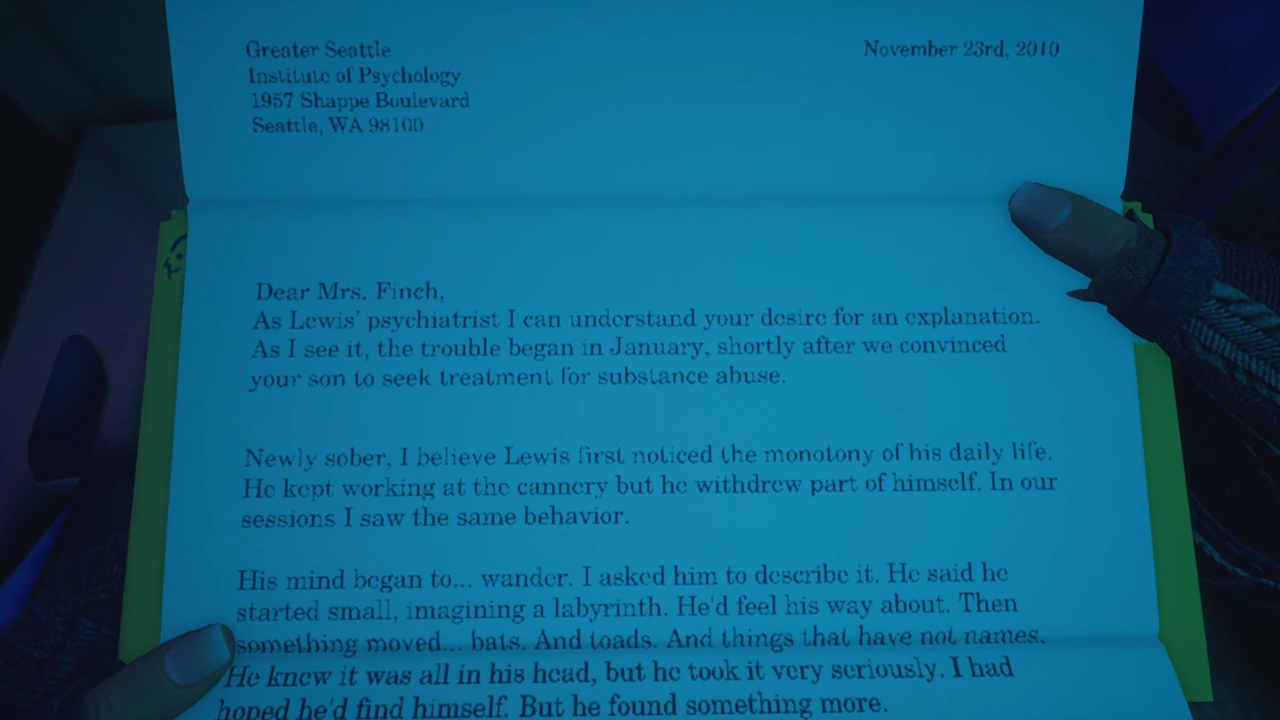 Greater Seattle
Institute of Psychology
1957 Shappe Boulevard
Seattle, WA 98100
November 23rd, 2010
Dear Mrs. Finch,
As Lewis' psychiatrist I can understand your desire for an explanation.
As I see it, the trouble began in January, shortly after we convinced
your son to seek treatment for substance abuse.
Newly sober, I believe Lewis first noticed the monotony of his daily life.
He kept working at the cannery but he withdrew part of himself. In our
sessions I saw the same behavior.
His mind began to... wander. I asked him to describe it. He said he
started small, imagining a labyrinth. He'd feel his way about. Then
something moved... bats. And toads. And things that have not names.
He knew it was all in his head, but he took it very seriously. I had
hoped he'd find himself. But he found something more.